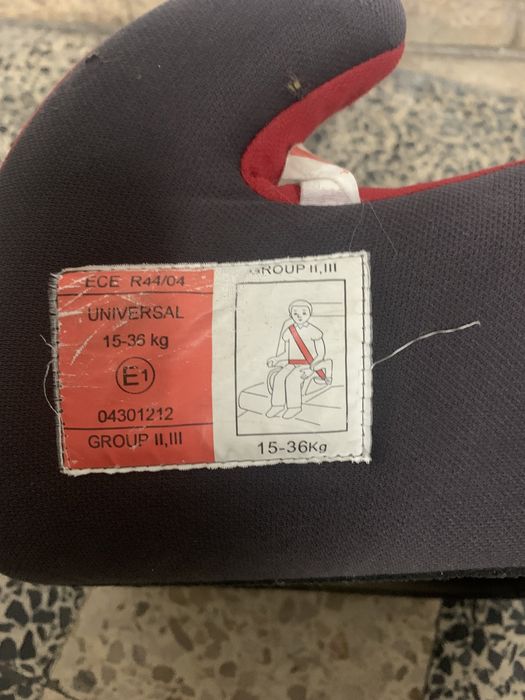 ECE R44/04
UNIVERSAL
15-36 kg
E1
04301212
GROUP II,III
GROUP II,III
15-36Kg